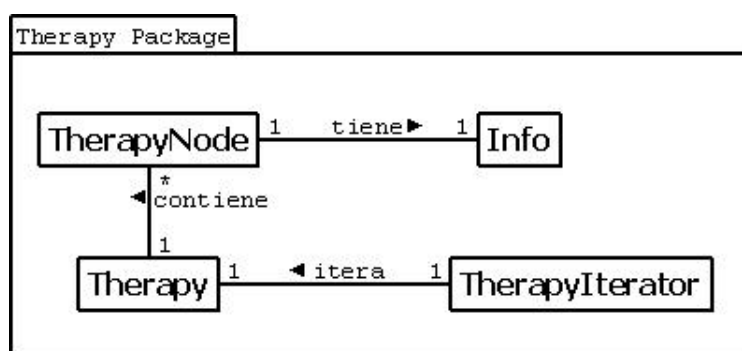 Therapy Package
TherapyNode 1 tiene 1 Info
*
contiene
1
Therapy 1 itera 1 TherapyIterator